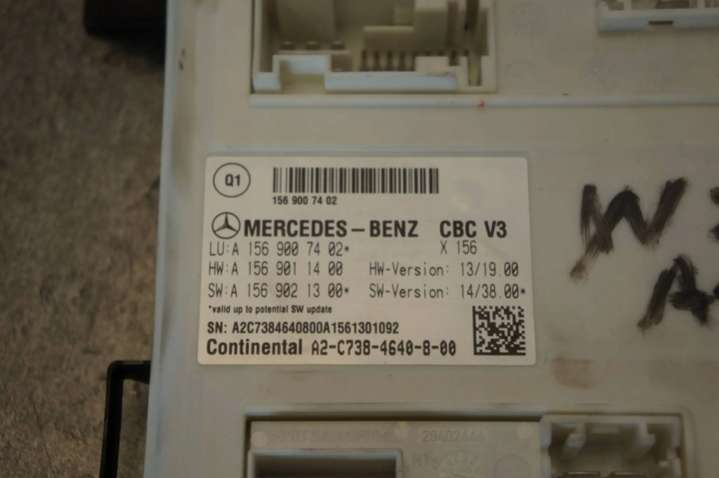 Q1
156 900 74 02
MERCEDES-BENZ CBC V3
LU:A 156 900 74 02* X 156
HW:A 156 901 14 00 HW-Version: 13/19.00
SW:A 156 902 13 00* SW-Version: 14/38.00*
*valid up to potential SW update
SN: A2C7384640800A1561301092
Continental A2-C738-4640-8-00
W
A